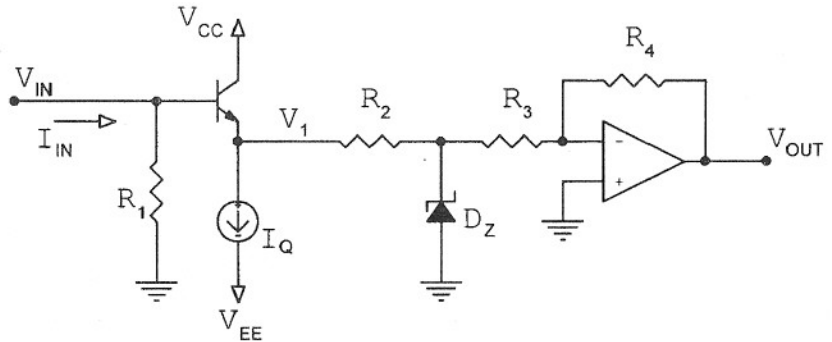 V_CC
V_IN
I_IN
R_1
V_1
I_Q
V_EE
R_2
D_Z
R_3
R_4
-
+
V_OUT